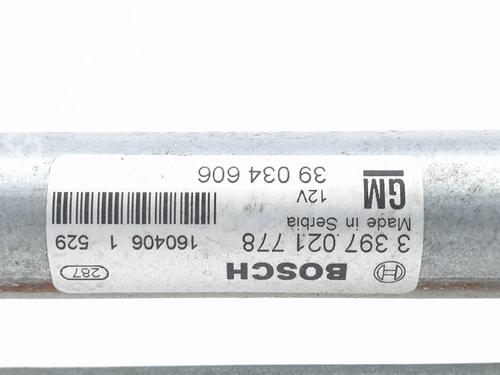 BOSCH
287
3 397 021 778
160406 1 529
Made in Serbia
12V
GM
39 034 606